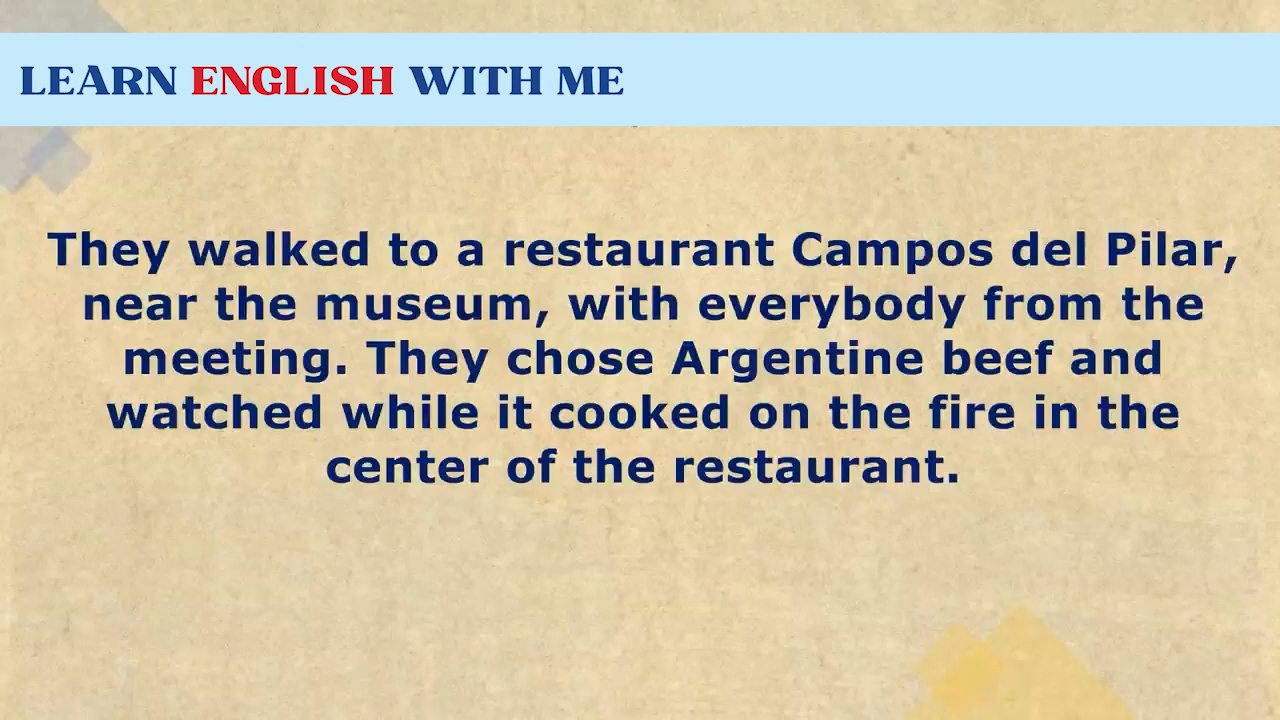 LEARN ENGLISH WITH ME
They walked to a restaurant Campos del Pilar,
near the museum, with everybody from the
meeting. They chose Argentine beef and
watched while it cooked on the fire in the
center of the restaurant.